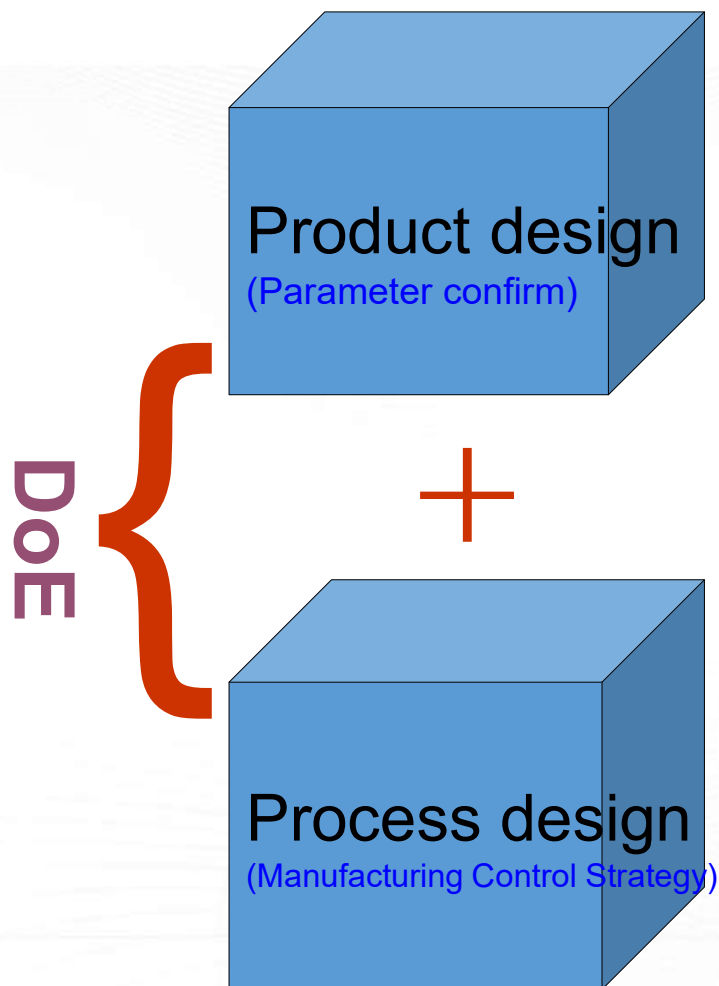 Product design
(Parameter confirm)
DoE
+
Process design
(Manufacturing Control Strategy)